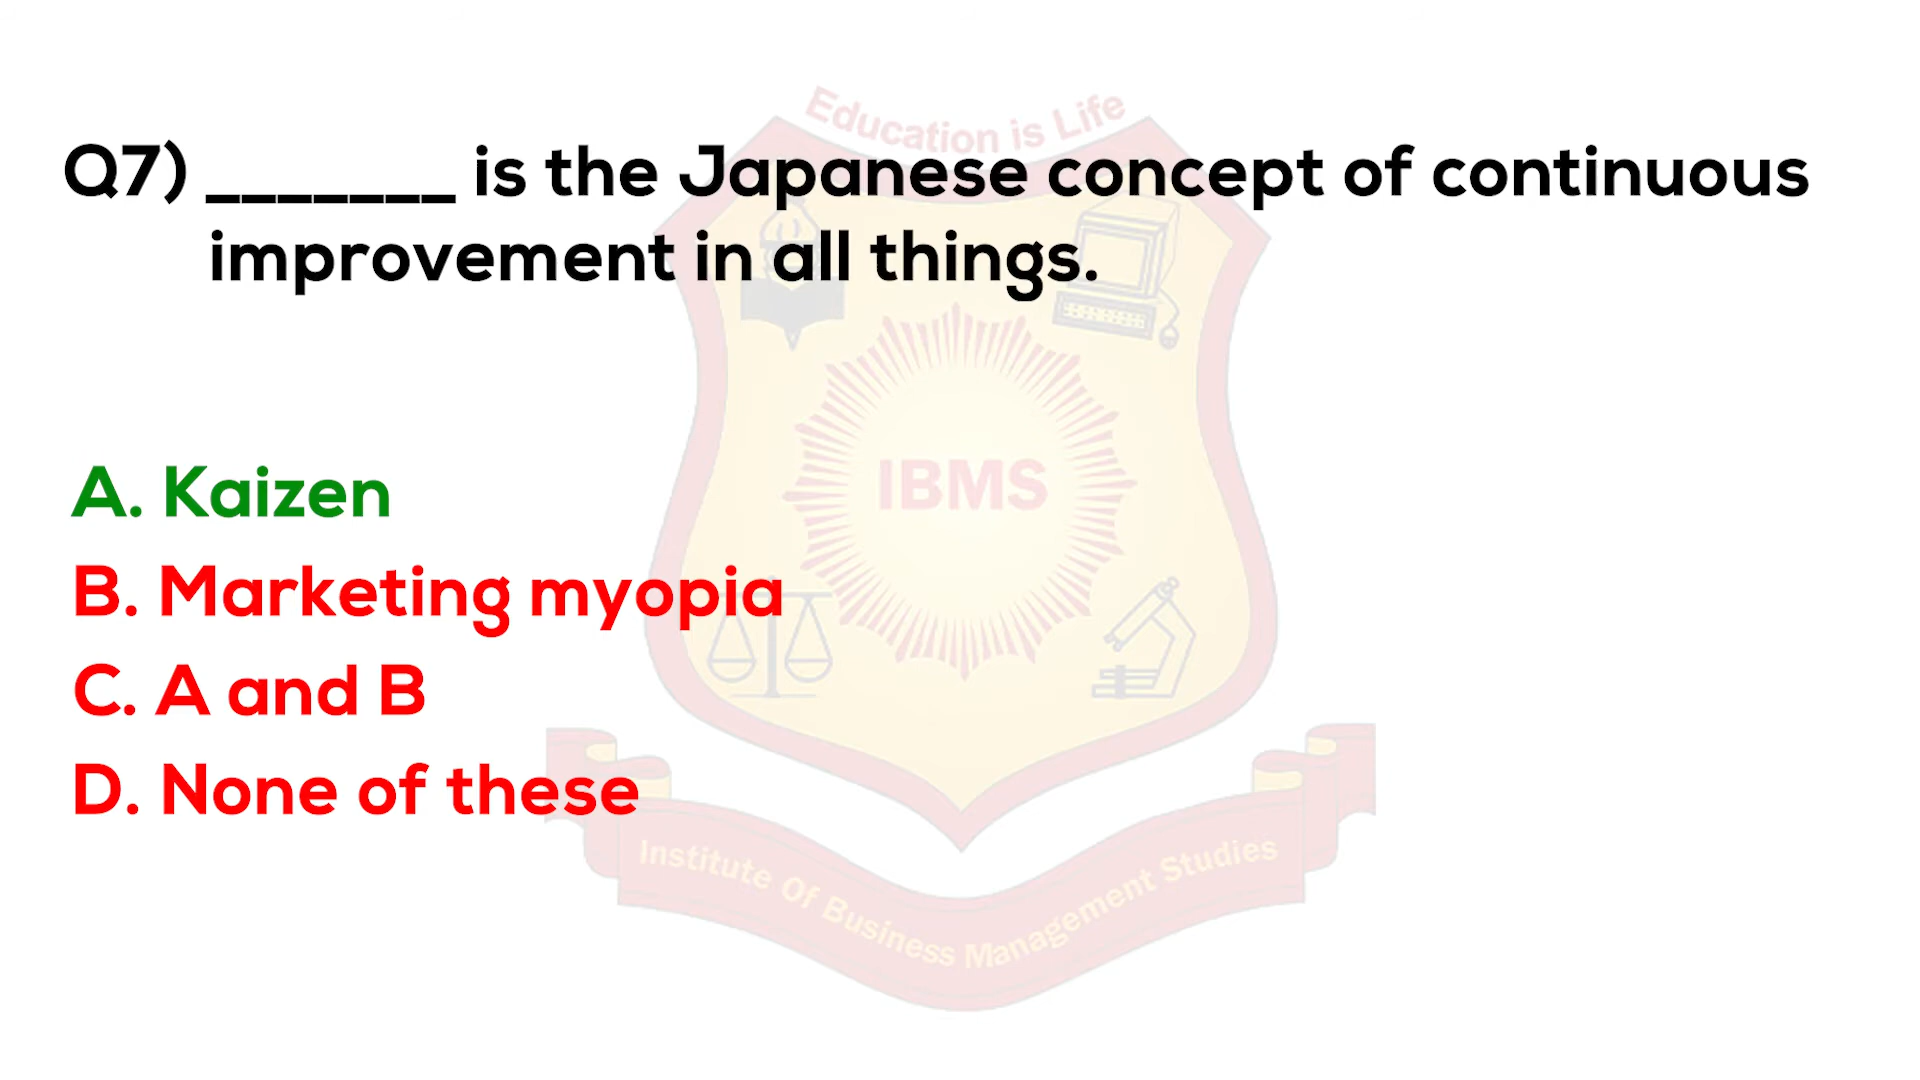 Education is Life
Q7) _______ is the Japanese concept of continuous
improvement in all things.
IBMS
A. Kaizen
B. Marketing myopia
C. A and B
D. None of these
Institute Of Business Management Studies